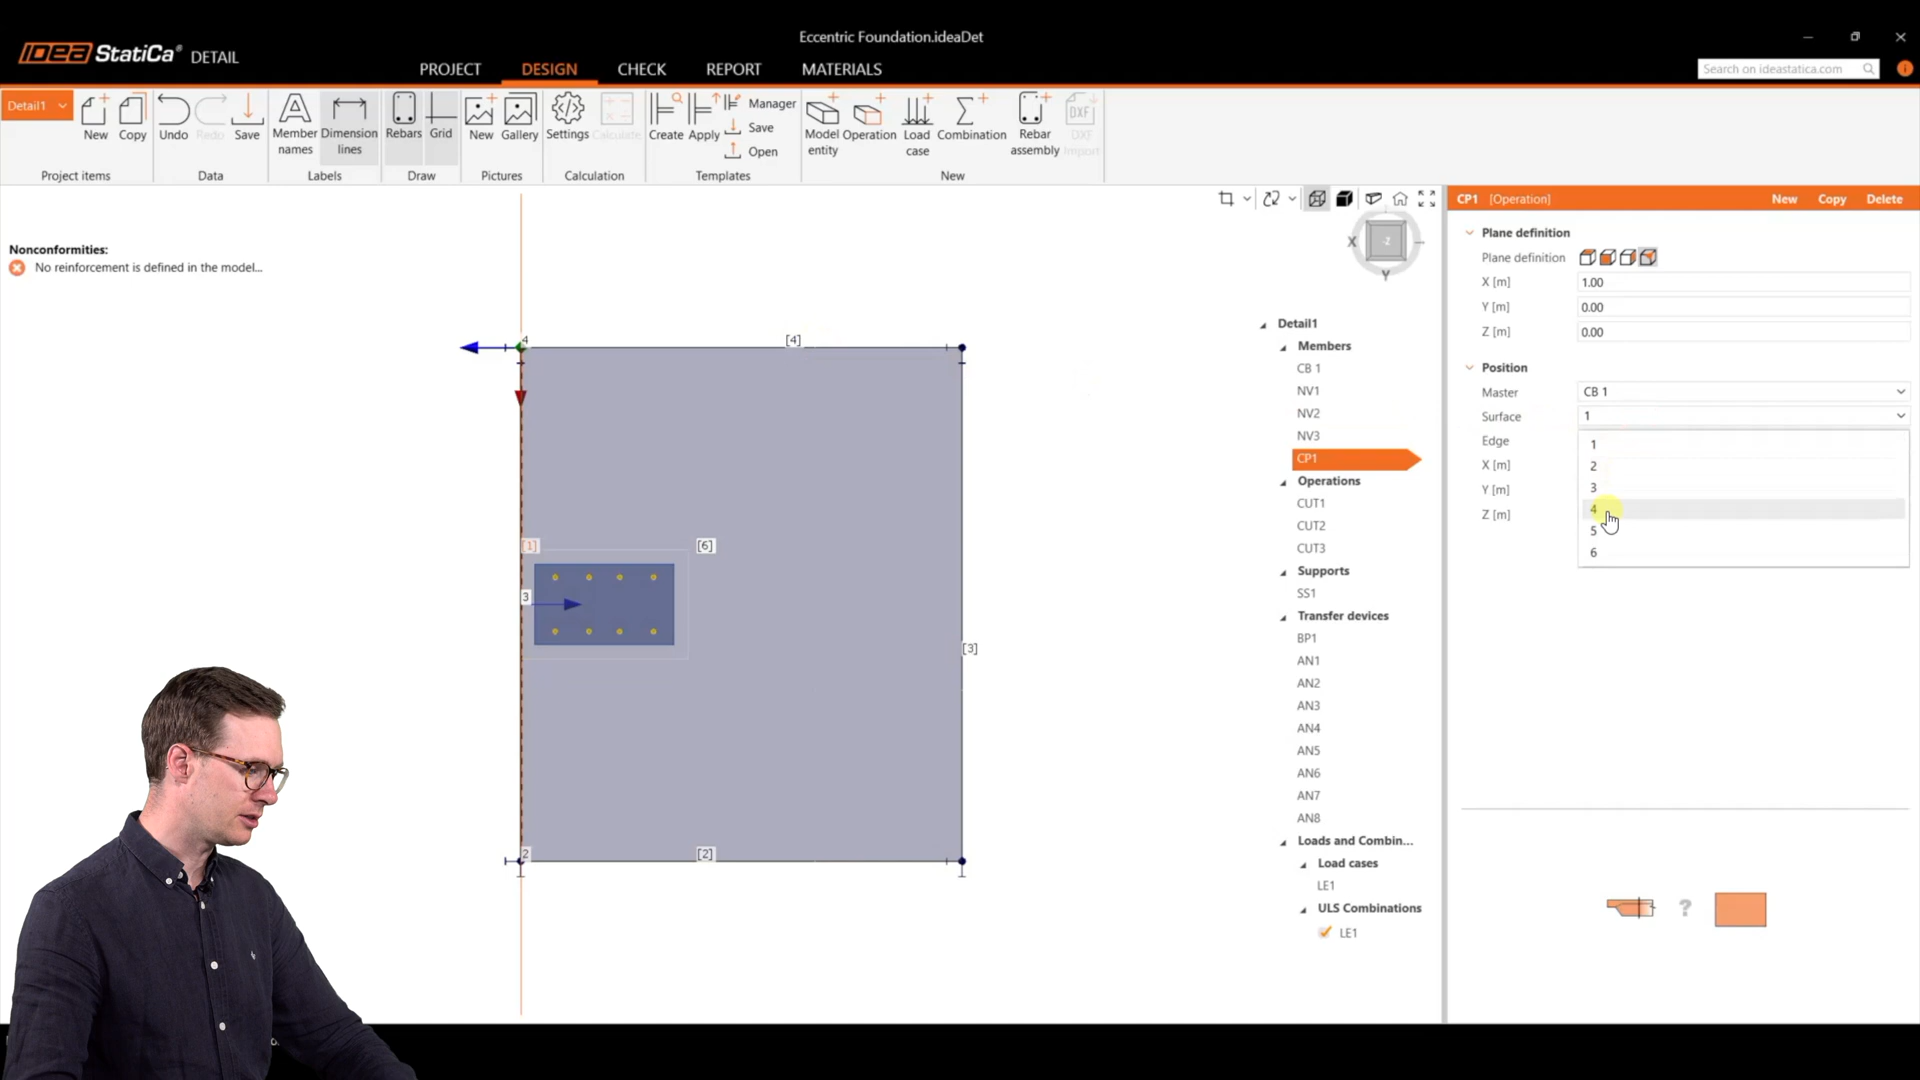 Eccentric Foundation.ideaDet
IDEA StatiCa® DETAIL
PROJECT DESIGN CHECK REPORT MATERIALS
Search on ideastatica.com
Detail1
New Copy
Undo Redo Save
Member names
Dimension lines
Rebars Grid
New Gallery
Settings Calculate
Create Apply
Manager
Save
Open
Model entity
Operation
Load case
Combination
Rebar assembly
DXF Import
Project items Data Labels Draw Pictures Calculation Templates New
Nonconformities:
No reinforcement is defined in the model...
X -Z
Y
4
[4]
[1]
[6]
3
[3]
2
[2]
Detail1
Members
CB 1
NV1
NV2
NV3
CP1
Operations
CUT1
CUT2
CUT3
Supports
SS1
Transfer devices
BP1
AN1
AN2
AN3
AN4
AN5
AN6
AN7
AN8
Loads and Combin...
Load cases
LE1
ULS Combinations
LE1
CP1 [Operation] New Copy Delete
Plane definition
Plane definition
X [m] 1.00
Y [m] 0.00
Z [m] 0.00
Position
Master CB 1
Surface 1
Edge
X [m]
Y [m]
Z [m]
1
2
3
4
5
6
?